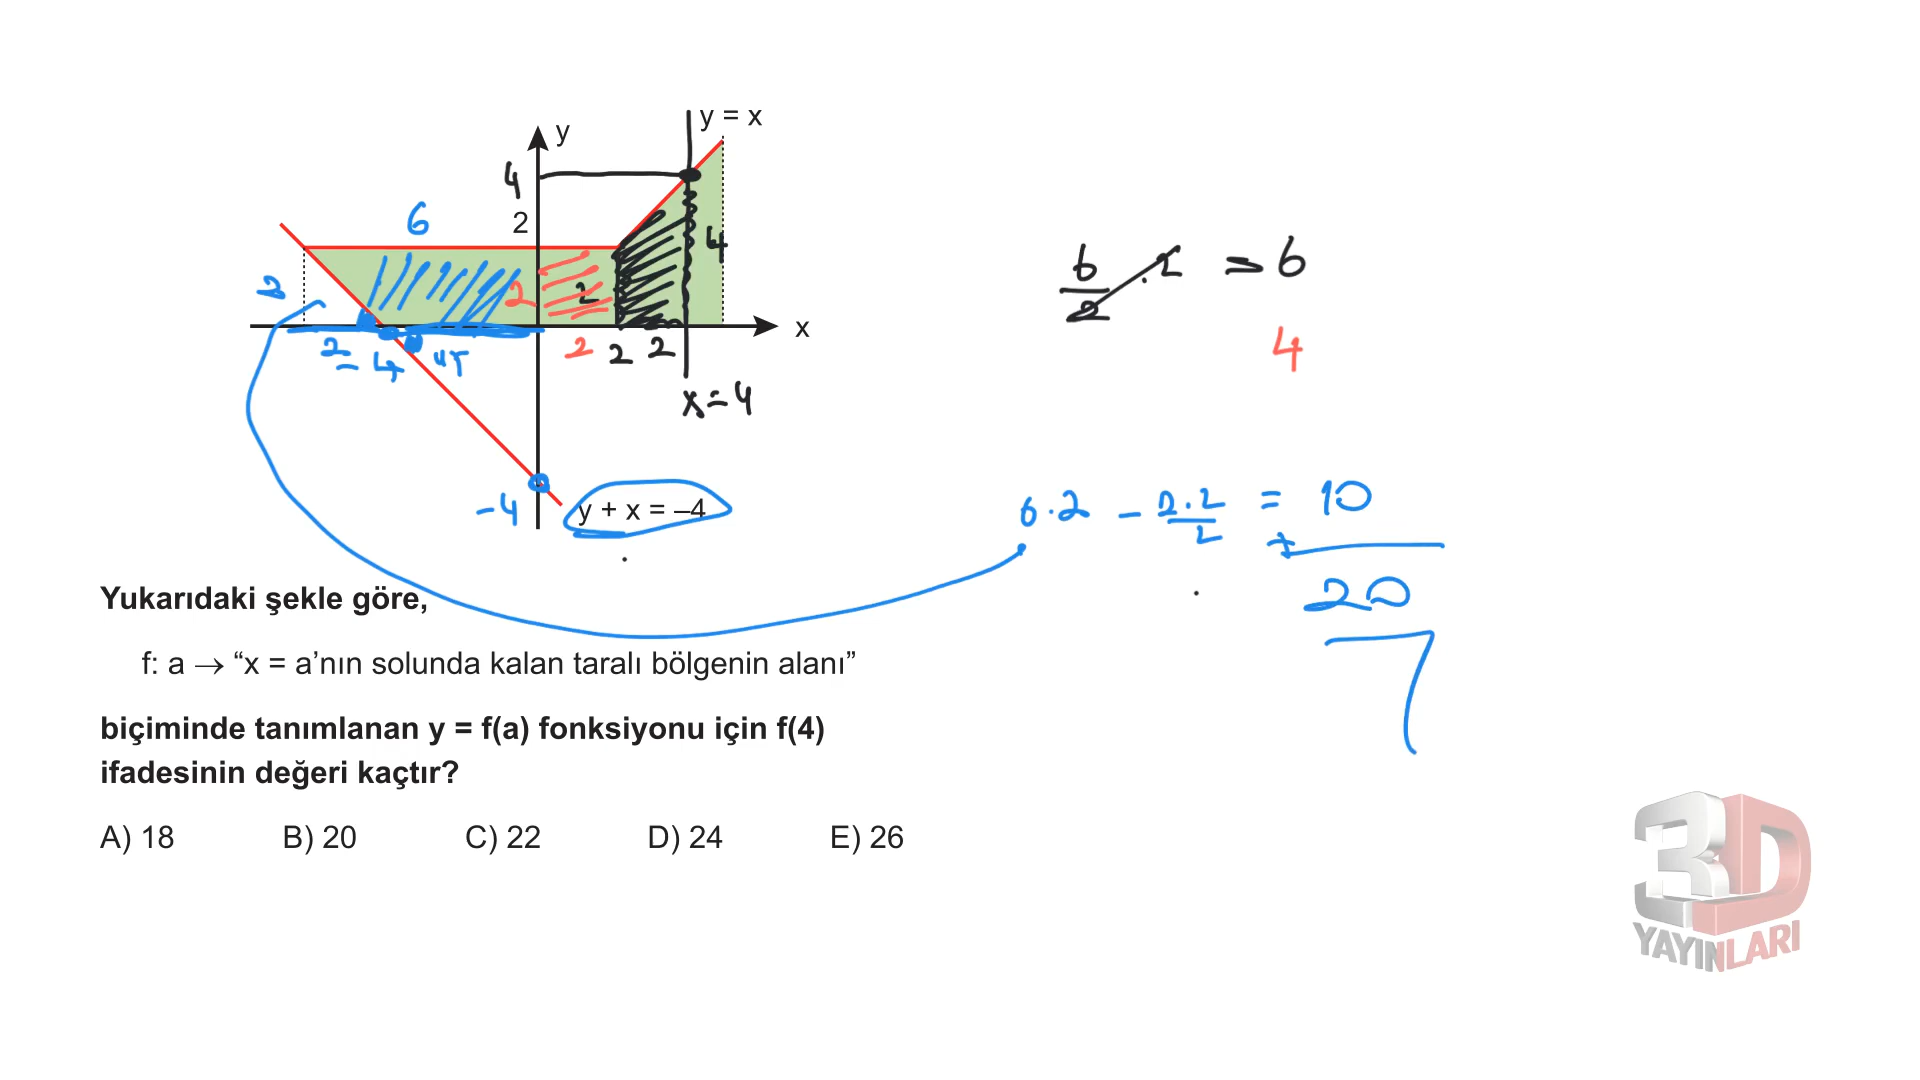 y = x
y
4
2
6
4
2
2
2
x
2
4
45
2
2
2
x=4
-4
y + x = –4
6/2 . 2 = 6
4
6.2 - 2.2/2 = 10
+
20
Yukarıdaki şekle göre,
f: a → “x = a’nın solunda kalan taralı bölgenin alanı”
biçiminde tanımlanan y = f(a) fonksiyonu için f(4)
ifadesinin değeri kaçtır?
A) 18 B) 20 C) 22 D) 24 E) 26
3D
YAYINLARI